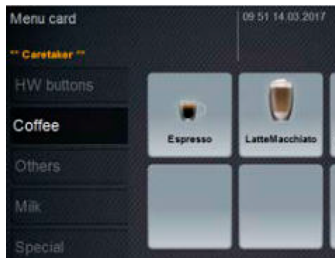 Menu card
09 51 14.03.2017
** Caretaker **
HW buttons
Coffee
Espresso
LatteMacchiato
Others
Milk
Special